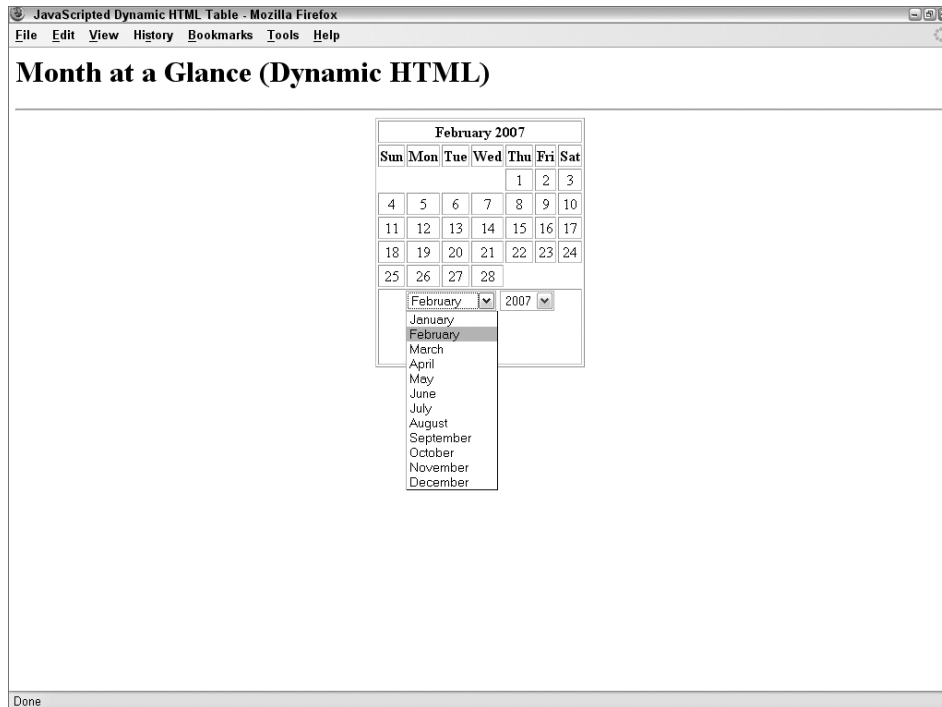 JavaScripted Dynamic HTML Table - Mozilla Firefox
File Edit View History Bookmarks Tools Help
Month at a Glance (Dynamic HTML)
February 2007
Sun Mon Tue Wed Thu Fri Sat
1 2 3
4 5 6 7 8 9 10
11 12 13 14 15 16 17
18 19 20 21 22 23 24
25 26 27 28
February 2007
January
February
March
April
May
June
July
August
September
October
November
December
Done